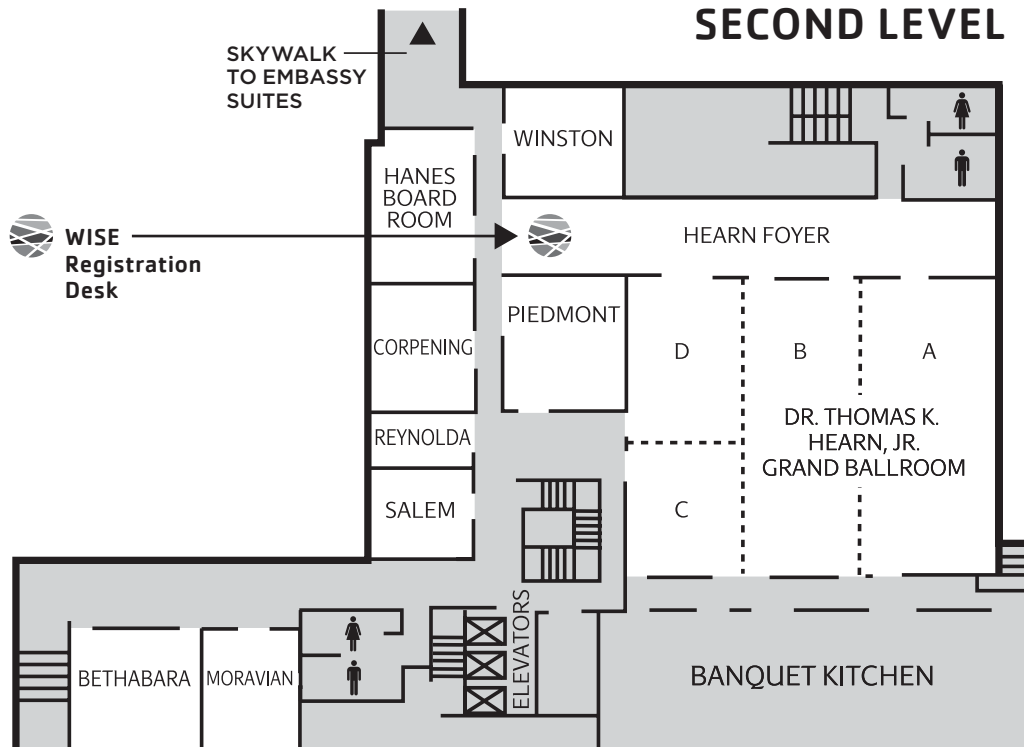 SECOND LEVEL
SKYWALK
TO EMBASSY
SUITES
WINSTON
HANES
BOARD
ROOM
WISE
Registration
Desk
HEARN FOYER
PIEDMONT
CORPENING
D
B
A
DR. THOMAS K.
HEARN, JR.
GRAND BALLROOM
REYNOLDA
SALEM
C
ELEVATORS
BETHABARA
MORAVIAN
BANQUET KITCHEN